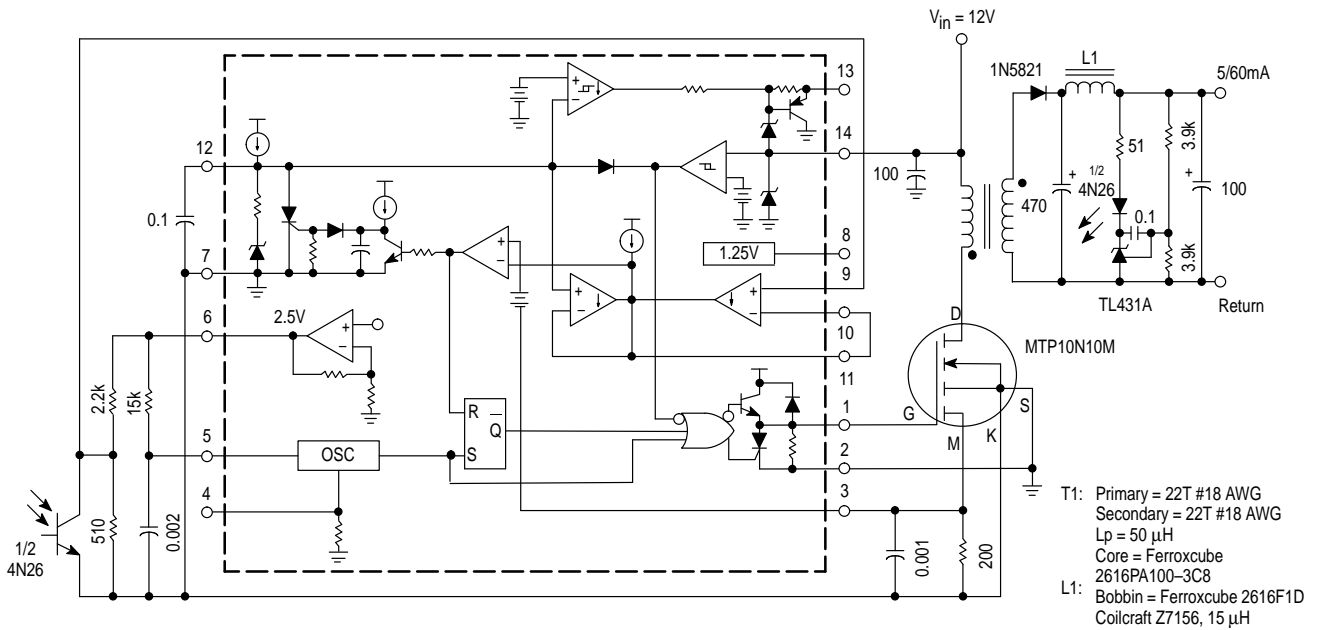 Vin = 12V
1N5821
L1
5/60mA
13
14
12
100
470
+ 1/2
4N26
51
0.1
3.9k
3.9k
+
100
TL431A
Return
0.1
7
8
1.25V
9
10
11
6
2.5V
2.2k
15k
5
OSC
4
R
S
Q
1
2
3
D
G
M
K
S
MTP10N10M
510
0.002
0.001
200
1/2
4N26
T1: Primary = 22T #18 AWG
Secondary = 22T #18 AWG
Lp = 50 μH
Core = Ferroxcube
2616PA100–3C8
L1: Bobbin = Ferroxcube 2616F1D
Coilcraft Z7156, 15 μH